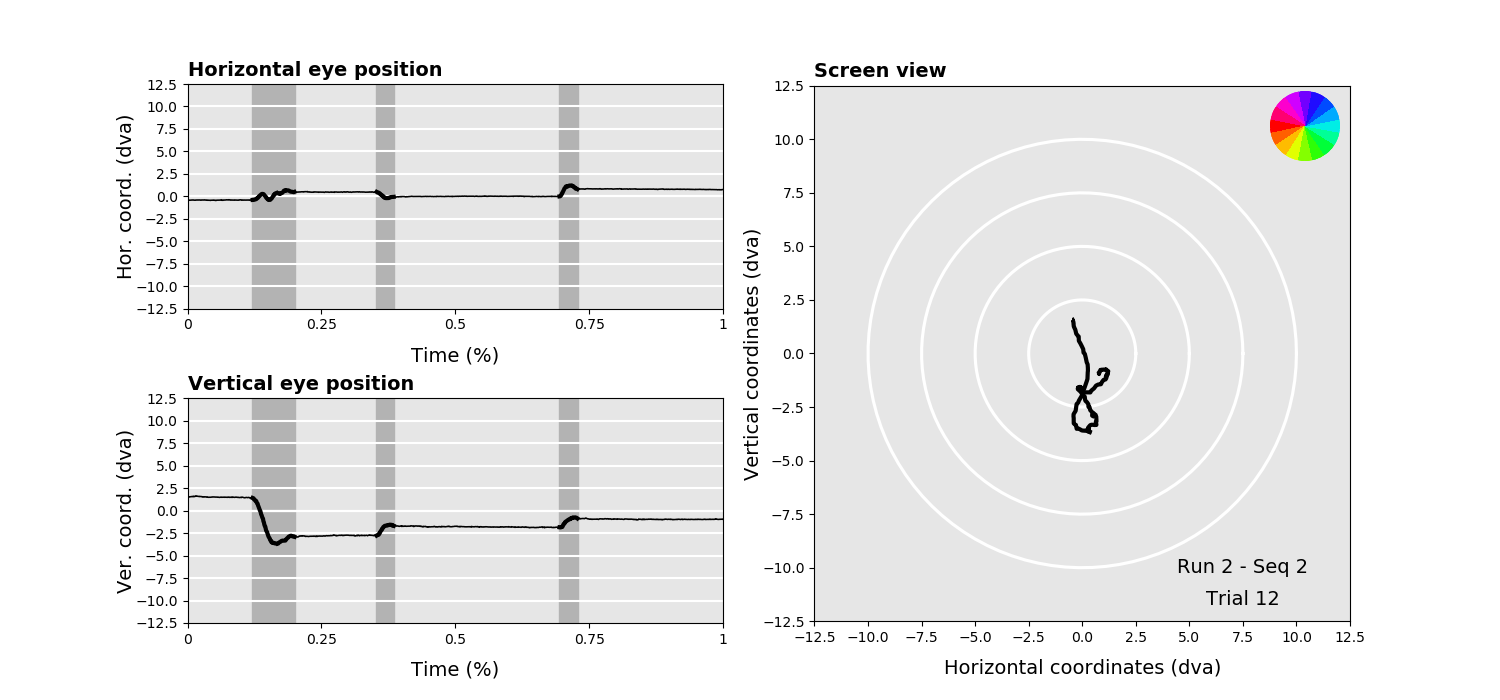 Horizontal eye position
Hor. coord. (dva)
12.5
10.0
7.5
5.0
2.5
0.0
−2.5
−5.0
−7.5
−10.0
−12.5
0 0.25 0.5 0.75 1
Time (%)
Vertical eye position
Ver. coord. (dva)
12.5
10.0
7.5
5.0
2.5
0.0
−2.5
−5.0
−7.5
−10.0
−12.5
0 0.25 0.5 0.75 1
Time (%)
Screen view
Vertical coordinates (dva)
12.5
10.0
7.5
5.0
2.5
0.0
−2.5
−5.0
−7.5
−10.0
−12.5
Run 2 - Seq 2
Trial 12
−12.5 −10.0 −7.5 −5.0 −2.5 0.0 2.5 5.0 7.5 10.0 12.5
Horizontal coordinates (dva)